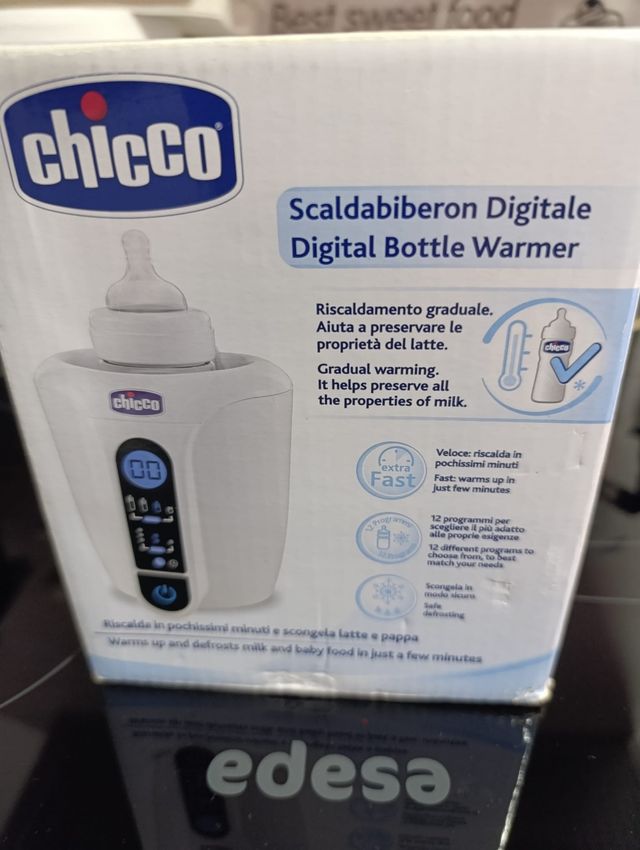 Best sweet food
chicco
Scaldabiberon Digitale
Digital Bottle Warmer
Riscaldamento graduale.
Aiuta a preservare le
proprietà del latte.
Gradual warming.
It helps preserve all
the properties of milk.
chicco
chicco
00
extra
Fast
Veloce: riscalda in
pochissimi minuti
Fast: warms up in
just few minutes
12 Programmi
12 programmi per
scegliere il più adatto
alle proprie esigenze
12 different programs to
choose from, to best
match your needs
Scongela in
modo sicuro
Safe
defrosting
Riscalda in pochissimi minuti e scongela latte e pappa
Warms up and defrosts milk and baby food in just a few minutes
edesa